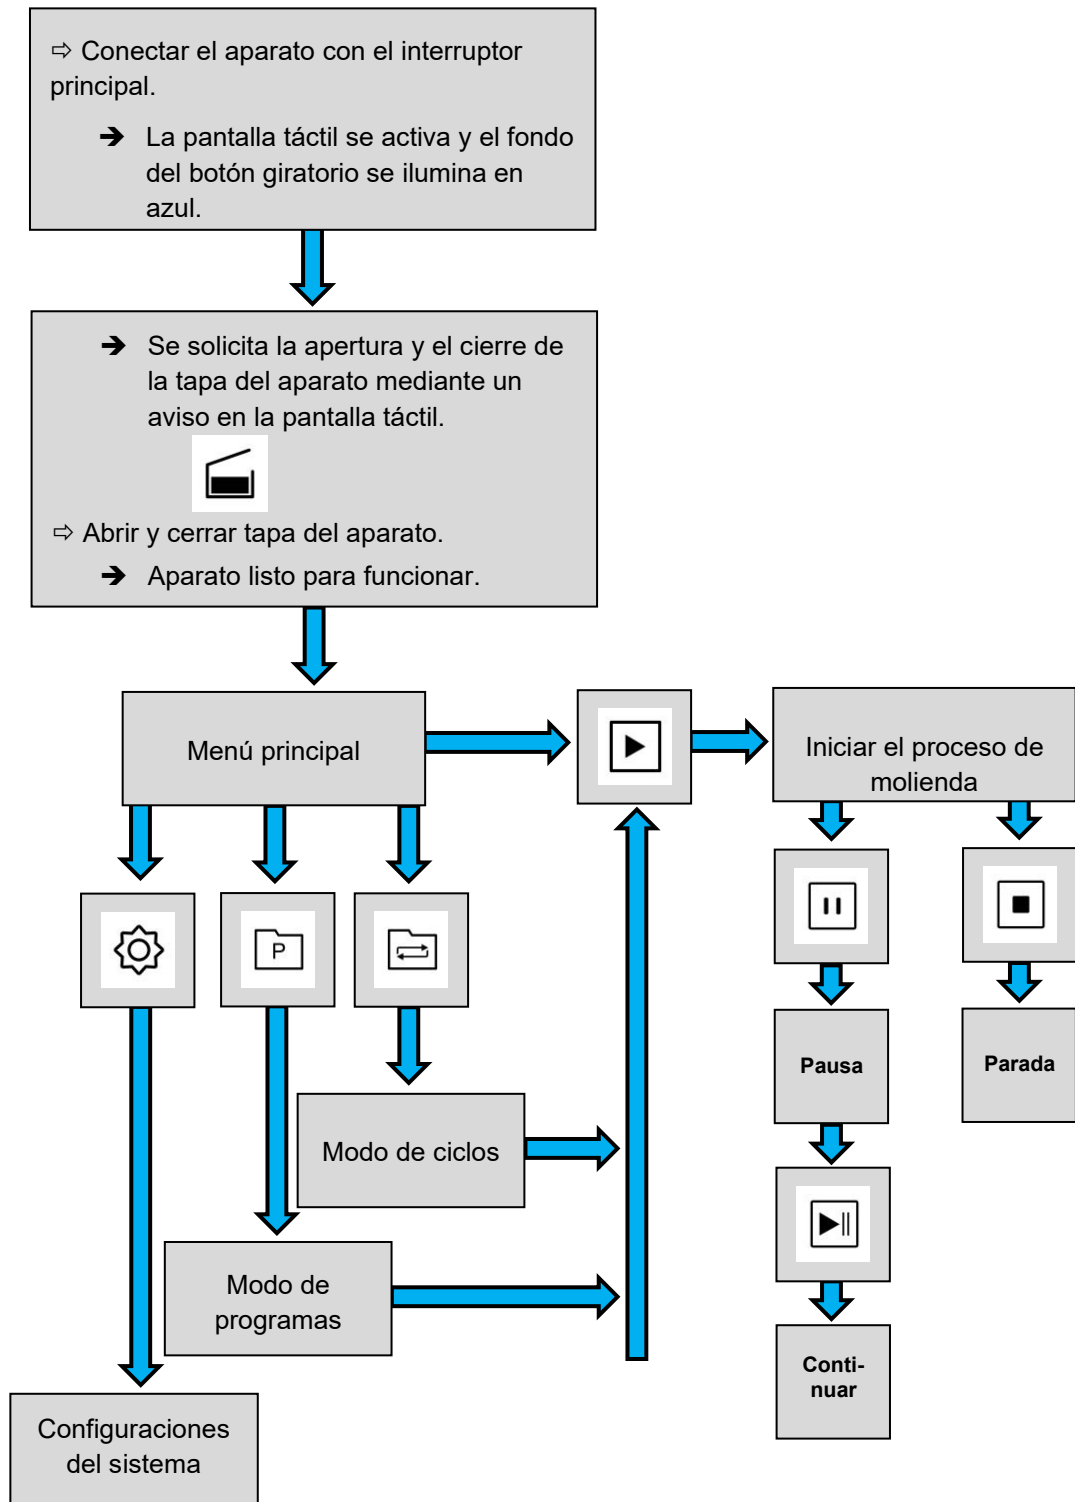 ⇨ Conectar el aparato con el interruptor
principal.
➔ La pantalla táctil se activa y el fondo
del botón giratorio se ilumina en
azul.
➔ Se solicita la apertura y el cierre de
la tapa del aparato mediante un
aviso en la pantalla táctil.
⇨ Abrir y cerrar tapa del aparato.
➔ Aparato listo para funcionar.
Menú principal
Iniciar el proceso de
molienda
P
Pausa
Parada
Modo de ciclos
Modo de
programas
Conti-
nuar
Configuraciones
del sistema